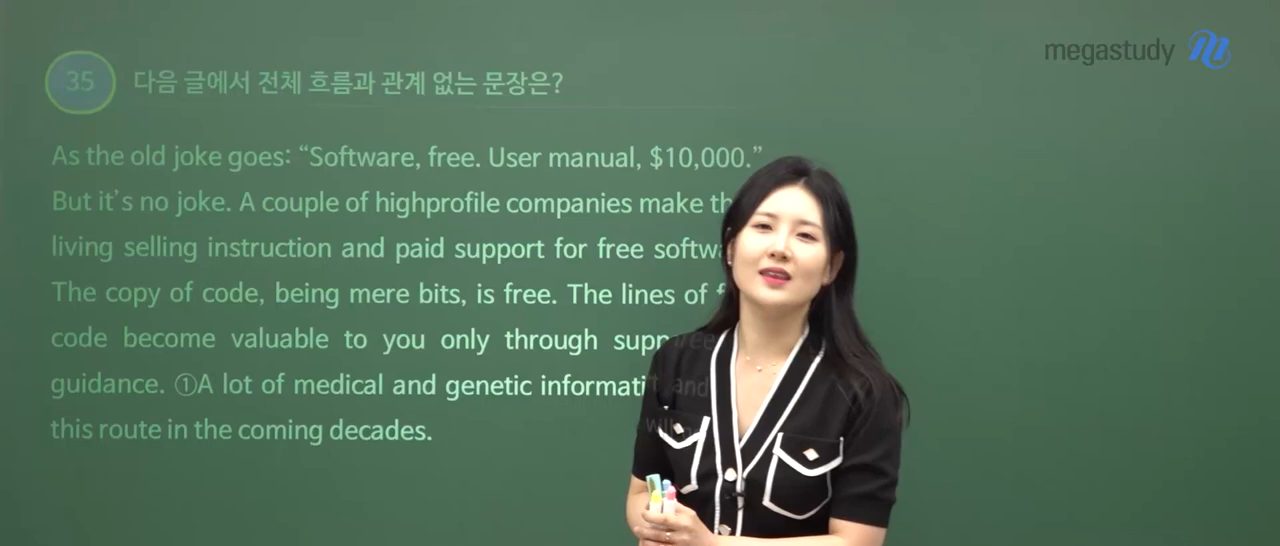 megastudy
35 다음 글에서 전체 흐름과 관계 없는 문장은?
As the old joke goes: “Software, free. User manual, $10,000.”
But it’s no joke. A couple of highprofile companies make
living selling instruction and paid support for free
The copy of code, being mere bits, is free. The lines of
code become valuable to you only through
guidance. ①A lot of medical and genetic
this route in the coming decades.